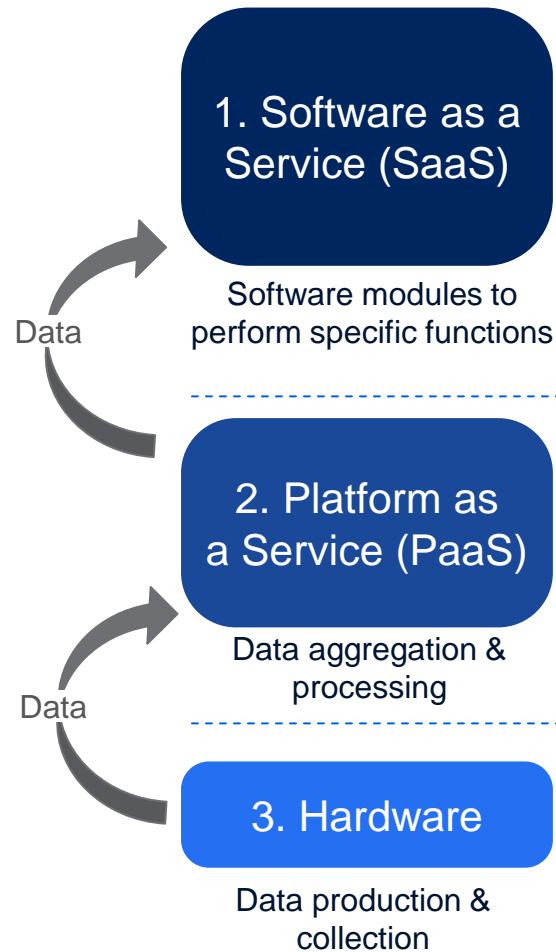 1. Software as a
Service (SaaS)
Software modules to
perform specific functions
Data
2. Platform as
a Service (PaaS)
Data aggregation &
processing
Data
3. Hardware
Data production &
collection